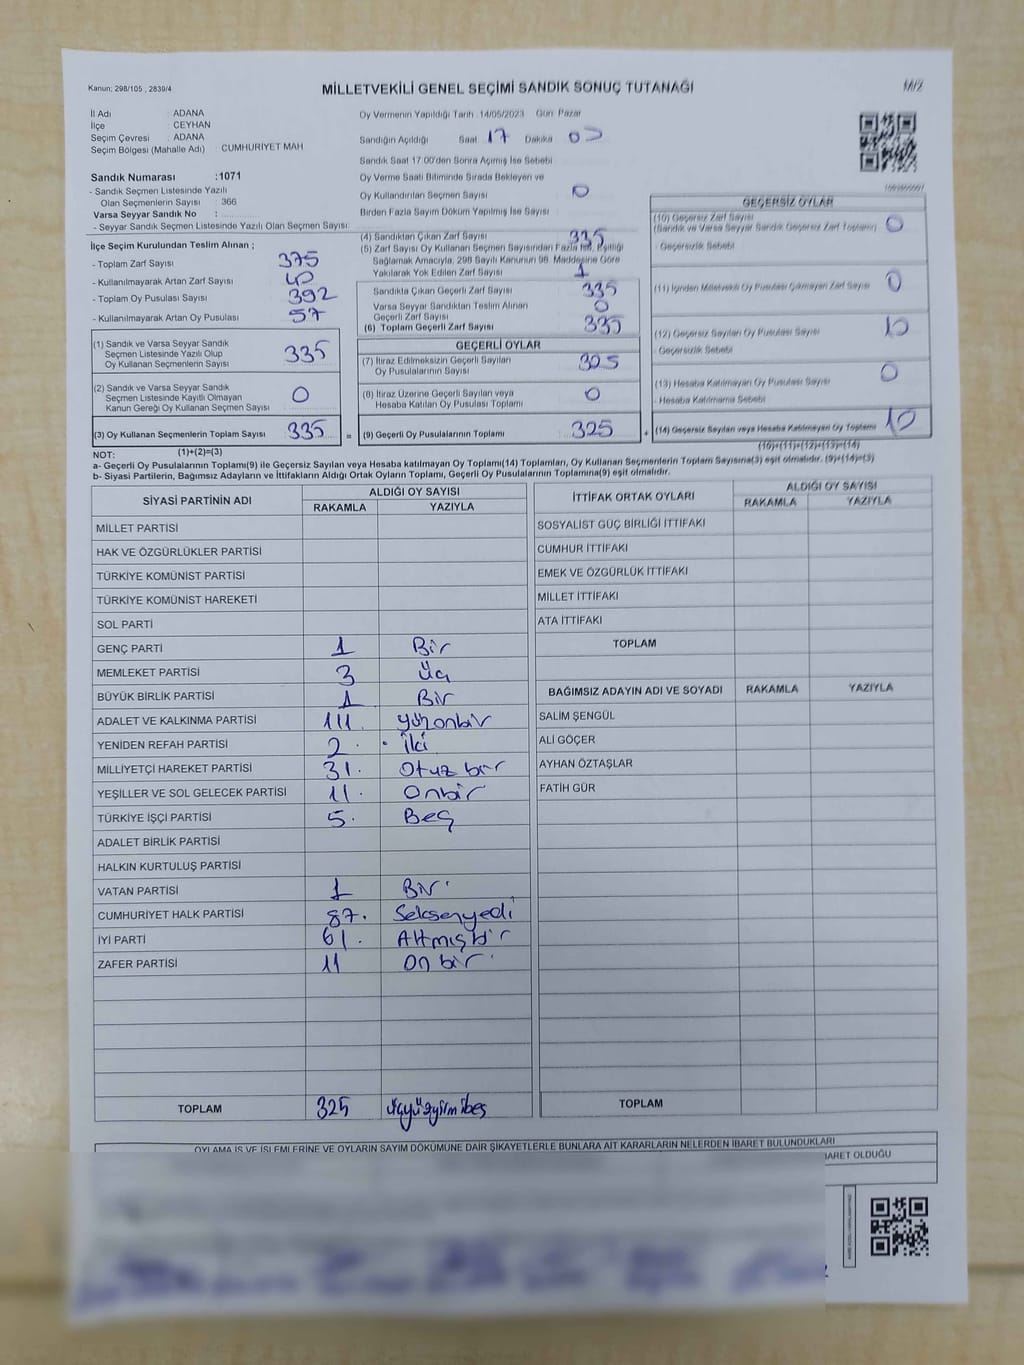 Kanun; 298/105 , 2839/4
MİLLETVEKİLİ GENEL SEÇİMİ SANDIK SONUÇ TUTANAĞI
İl Adı : ADANA
İlçe : CEYHAN
Seçim Çevresi : ADANA
Seçim Bölgesi (Mahalle Adı) : CUMHURİYET MAH
Sandık Numarası :1071
- Sandık Seçmen Listesinde Yazılı
Olan Seçmenlerin Sayısı : 366
Varsa Seyyar Sandık No :
- Seyyar Sandık Seçmen Listesinde Yazılı Olan Seçmen Sayısı:
Oy Vermenin Yapıldığı Tarih :14/05/2023 Gün: Pazar
Sandığın Açıldığı Saat 17 Dakika 00
Sandık Saat 17:00'den Sonra Açılmış İse Sebebi
Oy Verme Saati Bitiminde Sırada Bekleyen ve
Oy Kullandırılan Seçmen Sayısı 0
Birden Fazla Sayım Döküm Yapılmış İse Sayısı
İlçe Seçim Kurulundan Teslim Alınan ;
- Toplam Zarf Sayısı 375
- Kullanılmayarak Artan Zarf Sayısı 40
- Toplam Oy Pusulası Sayısı 392
- Kullanılmayarak Artan Oy Pusulası 57
(1) Sandık ve Varsa Seyyar Sandık
Seçmen Listesinde Yazılı Olup
Oy Kullanan Seçmenlerin Sayısı 335
(2) Sandık ve Varsa Seyyar Sandık
Seçmen Listesinde Kayıtlı Olmayan
Kanun Gereği Oy Kullanan Seçmen Sayısı 0
(3) Oy Kullanan Seçmenlerin Toplam Sayısı 335 =
(1)+(2)=(3)
(4) Sandıktan Çıkan Zarf Sayısı 335
(5) Zarf Sayısı Oy Kullanan Seçmen Sayısından Fazla İse, Eşitliği
Sağlamak Amacıyla, 298 Sayılı Kanunun 98. Maddesine Göre
Yakılarak Yok Edilen Zarf Sayısı
Sandıkta Çıkan Geçerli Zarf Sayısı 335
Varsa Seyyar Sandıktan Teslim Alınan
Geçerli Zarf Sayısı 0
(6) Toplam Geçerli Zarf Sayısı 335
GEÇERLİ OYLAR
(7) İtiraz Edilmeksizin Geçerli Sayılan
Oy Pusulalarının Sayısı 325
(8) İtiraz Üzerine Geçerli Sayılan veya
Hesaba Katılan Oy Pusulası Toplamı 0
(9) Geçerli Oy Pusulalarının Toplamı 325 +
GEÇERSİZ OYLAR
(10) Geçersiz Zarf Sayısı 0
(Sandık ve Varsa Seyyar Sandık Geçersiz Zarf Toplamı)
- Geçersizlik Sebebi
(11) İçinden Milletvekili Oy Pusulası Çıkmayan Zarf Sayısı 0
(12) Geçersiz Sayılan Oy Pusulası Sayısı 10
- Geçersizlik Sebebi
(13) Hesaba Katılmayan Oy Pusulası Sayısı 0
- Hesaba Katılmama Sebebi
(14) Geçersiz Sayılan veya Hesaba Katılmayan Oy Toplamı 10
(10)+(11)+(12)+(13)=(14)
NOT:
a- Geçerli Oy Pusulalarının Toplamı(9) ile Geçersiz Sayılan veya Hesaba katılmayan Oy Toplamı(14) Toplamları, Oy Kullanan Seçmenlerin Toplam Sayısına(3) eşit olmalıdır. (9)+(14)=(3)
b- Siyasi Partilerin, Bağımsız Adayların ve İttifakların Aldığı Ortak Oyların Toplamı, Geçerli Oy Pusulalarının Toplamına(9) eşit olmalıdır.
SİYASİ PARTİNİN ADI ALDIĞI OY SAYISI
RAKAMLA YAZIYLA
MİLLET PARTİSİ
HAK VE ÖZGÜRLÜKLER PARTİSİ
TÜRKİYE KOMÜNİST PARTİSİ
TÜRKİYE KOMÜNİST HAREKETİ
SOL PARTİ
GENÇ PARTİ 1 Bir
MEMLEKET PARTİSİ 3 Üç
BÜYÜK BİRLİK PARTİSİ 1 Bir
ADALET VE KALKINMA PARTİSİ 111. yüzonbir
YENİDEN REFAH PARTİSİ 2. İki
MİLLİYETÇİ HAREKET PARTİSİ 31. Otuz bir
YEŞİLLER VE SOL GELECEK PARTİSİ 11. Onbir
TÜRKİYE İŞÇİ PARTİSİ 5. Beş
ADALET BİRLİK PARTİSİ
HALKIN KURTULUŞ PARTİSİ
VATAN PARTİSİ 1 Bir
CUMHURİYET HALK PARTİSİ 87. Seksenyedi
İYİ PARTİ 61. Altmışbir
ZAFER PARTİSİ 11 On bir
TOPLAM 325 üçyüzyirmibeş
İTTİFAK ORTAK OYLARI ALDIĞI OY SAYISI
RAKAMLA YAZIYLA
SOSYALİST GÜÇ BİRLİĞİ İTTİFAKI
CUMHUR İTTİFAKI
EMEK VE ÖZGÜRLÜK İTTİFAKI
MİLLET İTTİFAKI
ATA İTTİFAKI
TOPLAM
BAĞIMSIZ ADAYIN ADI VE SOYADI RAKAMLA YAZIYLA
SALİM ŞENGÜL
ALİ GÖÇER
AYHAN ÖZTAŞLAR
FATİH GÜR
TOPLAM
OYLAMA İŞ VE İŞLEMLERİNE VE OYLARIN SAYIM DÖKÜMÜNE DAİR ŞİKAYETLERLE BUNLARA AİT KARARLARIN NELERDEN İBARET BULUNDUKLARI
OLDUĞU